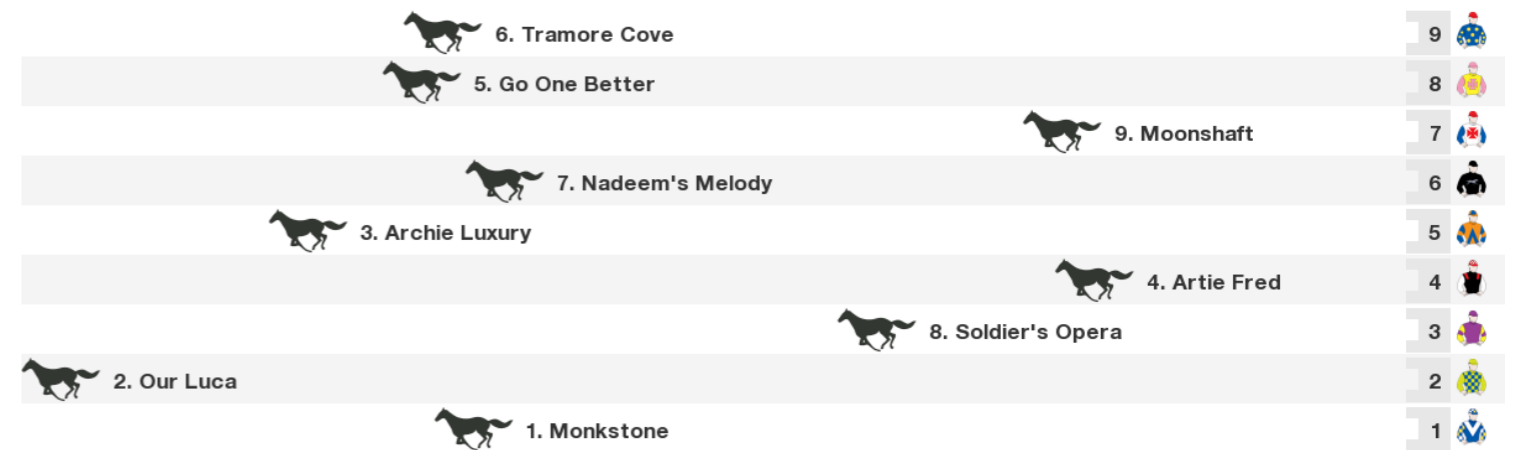 6. Tramore Cove 9
5. Go One Better 8
9. Moonshaft 7
7. Nadeem's Melody 6
3. Archie Luxury 5
4. Artie Fred 4
8. Soldier's Opera 3
2. Our Luca 2
1. Monkstone 1